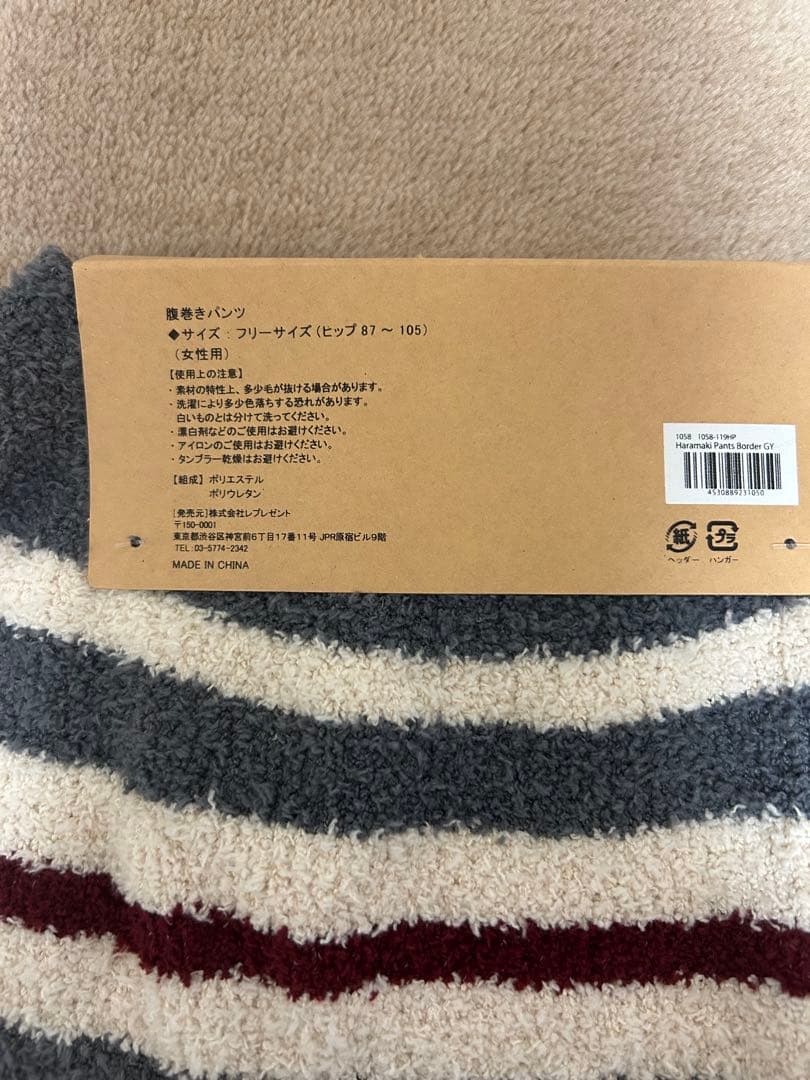 腹巻きパンツ
◆サイズ：フリーサイズ(ヒップ 87 ～ 105)
（女性用）
【使用上の注意】
・素材の特性上、多少毛が抜ける場合があります。
・洗濯により多少色落ちする恐れがあります。
白いものとは分けて洗ってください。
・漂白剤などのご使用はお避けください。
・アイロンのご使用はお避けください。
・タンブラー乾燥はお避けください。
【組成】ポリエステル
ポリウレタン
[発売元]株式会社レプレゼント
〒150-0001
東京都渋谷区神宮前6丁目17番11号 JPR原宿ビル9階
TEL：03-5774-2342
MADE IN CHINA
1058 1058-119HP
Haramaki Pants Border GY
4530889231050
紙 プラ
ヘッダー ハンガー